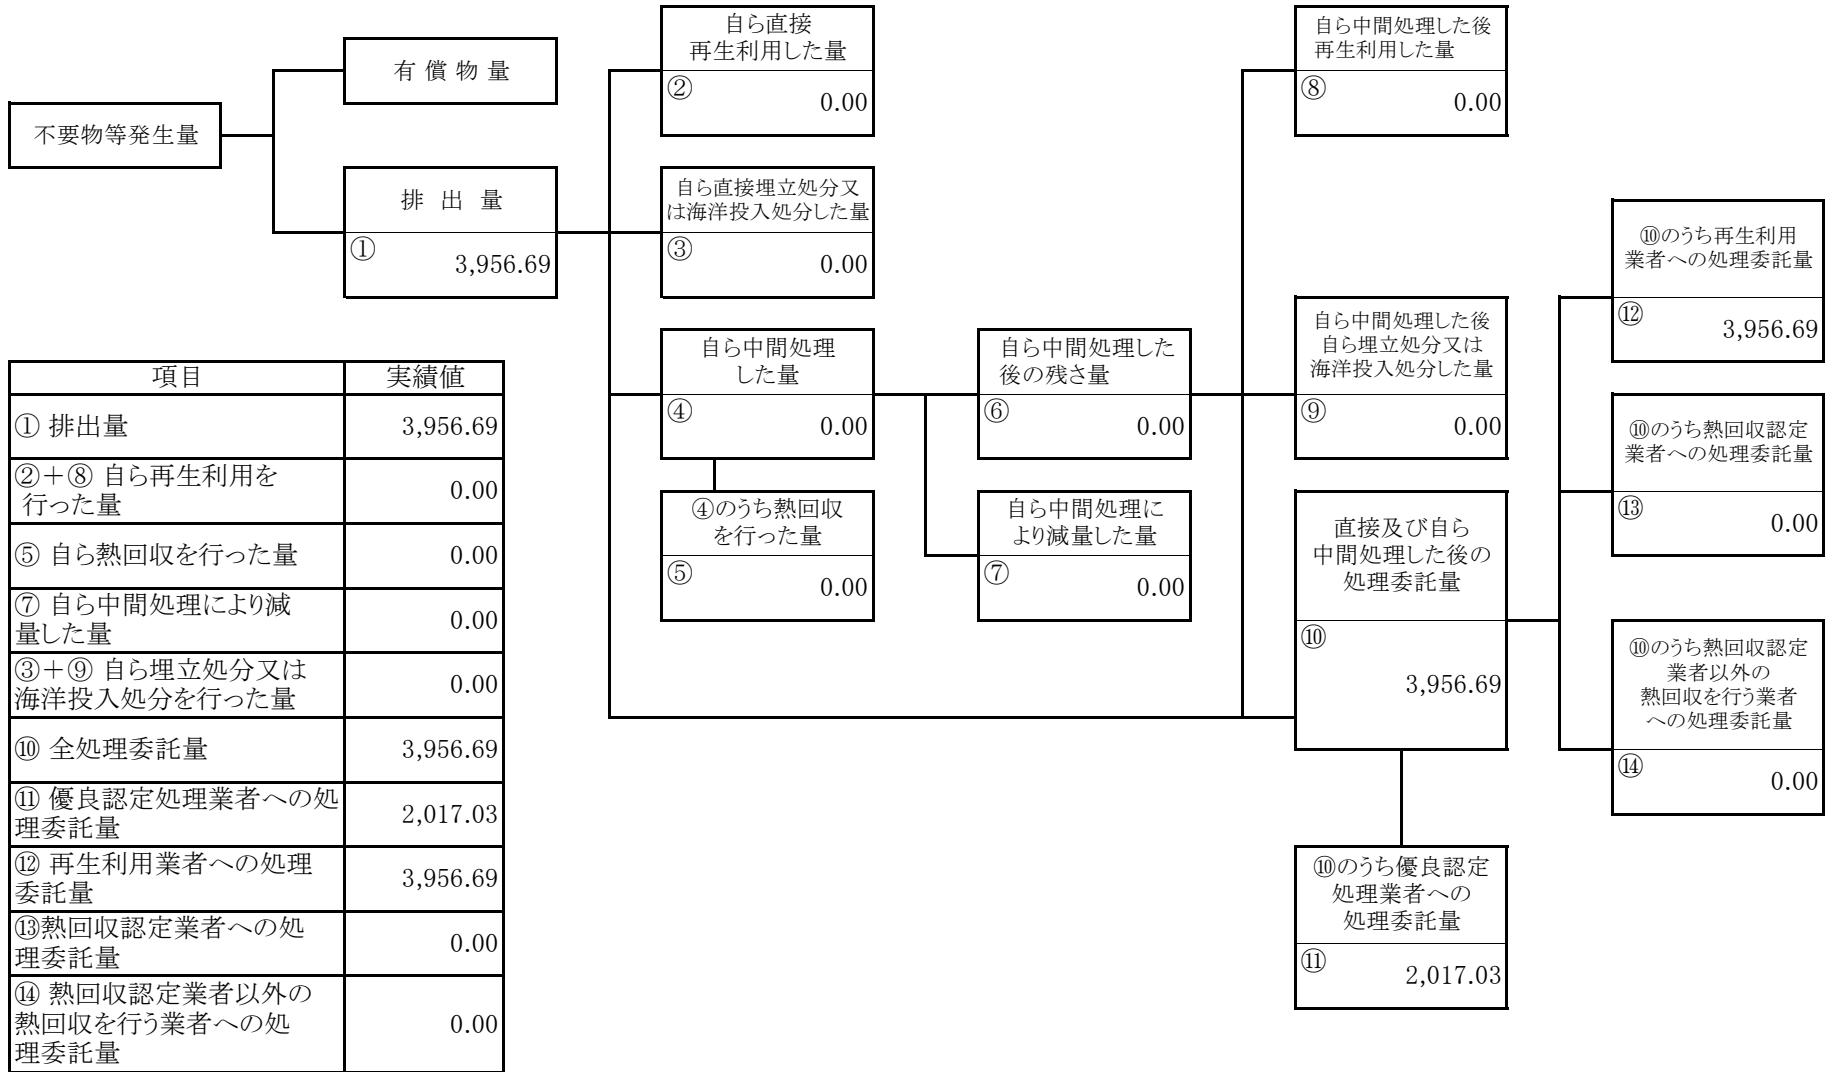 不要物等発生量
有 償 物 量
排 出 量
①
3,956.69
自ら直接
再生利用した量
②
0.00
自ら直接埋立処分又
は海洋投入処分した量
③
0.00
自ら中間処理
した量
④
0.00
④のうち熱回収
を行った量
⑤
0.00
自ら中間処理した
後の残さ量
⑥
0.00
自ら中間処理に
より減量した量
⑦
0.00
自ら中間処理した後
再生利用した量
⑧
0.00
自ら中間処理した後
自ら埋立処分又は
海洋投入処分した量
⑨
0.00
直接及び自ら
中間処理した後の
処理委託量
⑩
3,956.69
⑩のうち優良認定
処理業者への
処理委託量
⑪
2,017.03
⑩のうち再生利用
業者への処理委託量
⑫
3,956.69
⑩のうち熱回収認定
業者への処理委託量
⑬
0.00
⑩のうち熱回収認定
業者以外の
熱回収を行う業者
への処理委託量
⑭
0.00
項目 実績値
① 排出量 3,956.69
②+⑧ 自ら再生利用を
行った量 0.00
⑤ 自ら熱回収を行った量 0.00
⑦ 自ら中間処理により減
量した量 0.00
③+⑨ 自ら埋立処分又は
海洋投入処分を行った量 0.00
⑩ 全処理委託量 3,956.69
⑪ 優良認定処理業者への処
理委託量 2,017.03
⑫ 再生利用業者への処理
委託量 3,956.69
⑬熱回収認定業者への処
理委託量 0.00
⑭ 熱回収認定業者以外の
熱回収を行う業者への処
理委託量 0.00